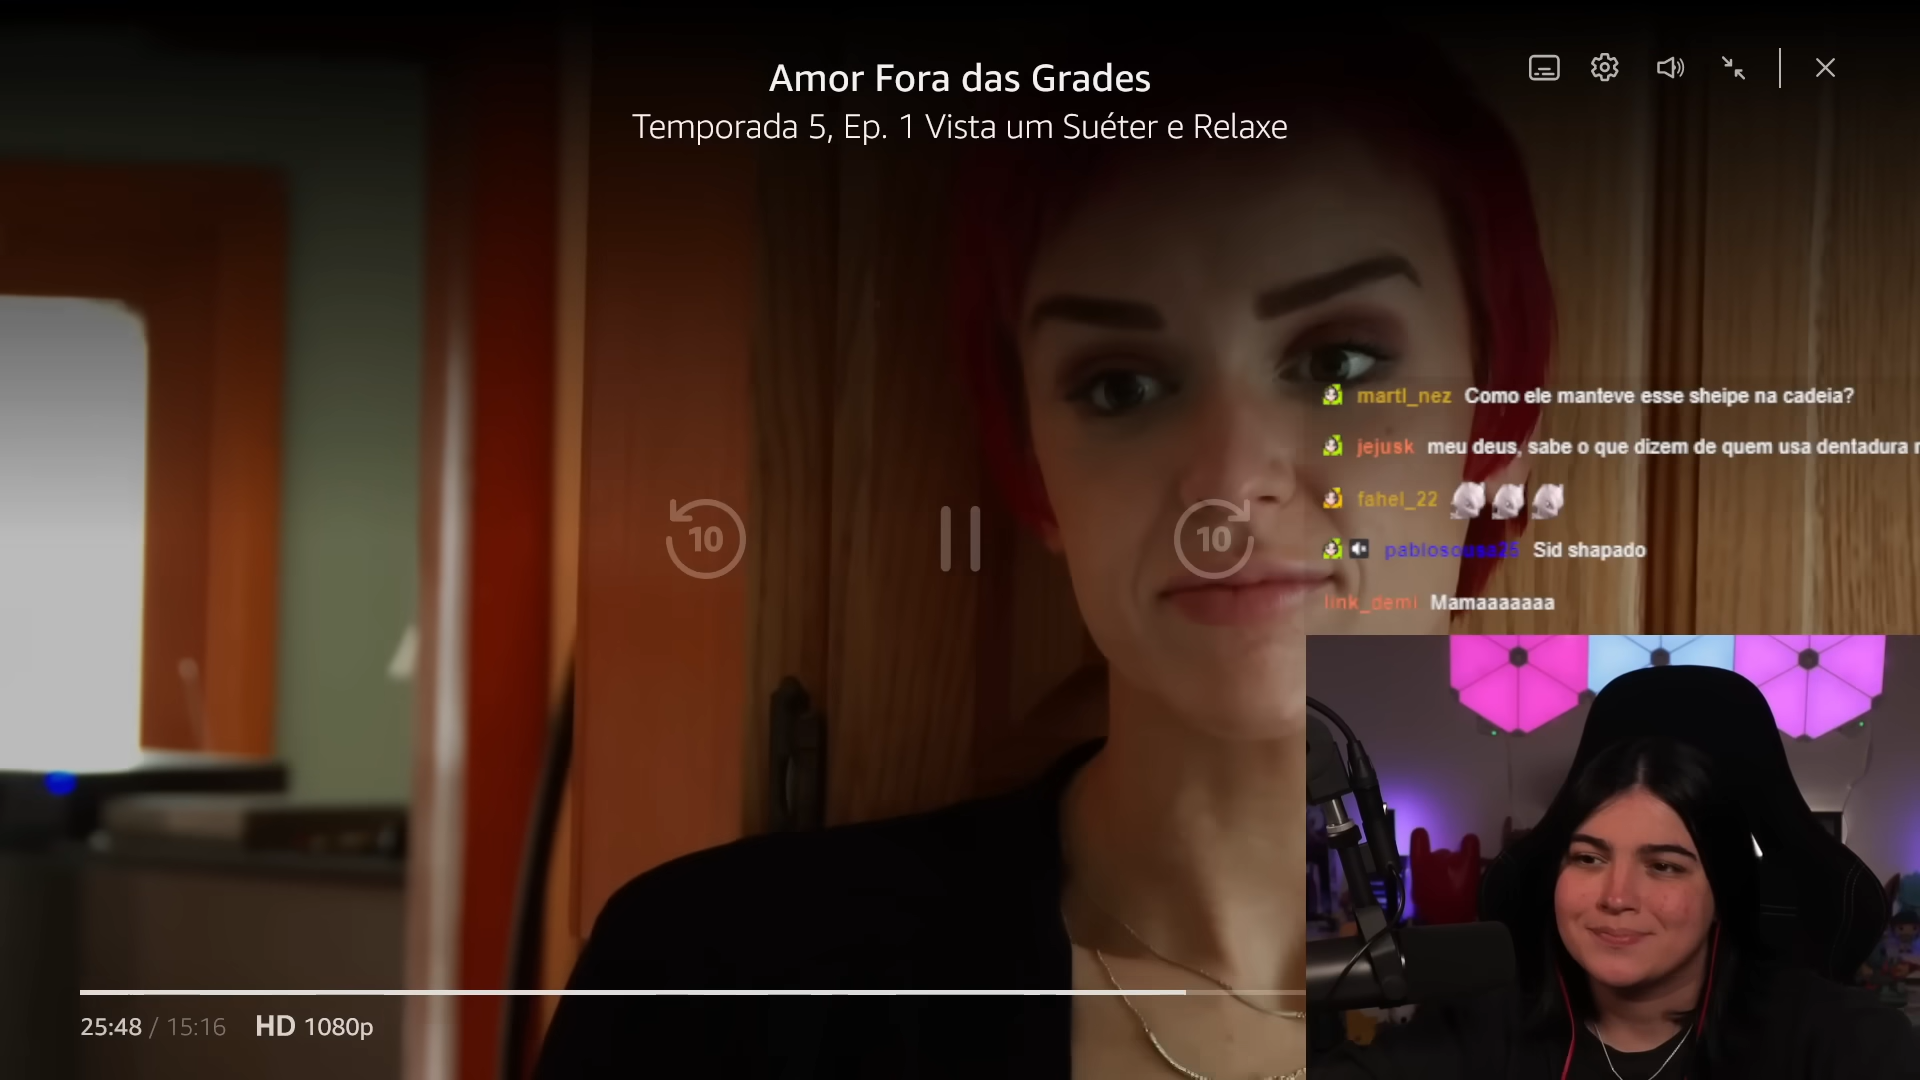 Amor Fora das Grades
Temporada 5, Ep. 1 Vista um Suéter e Relaxe
martl_nez Como ele manteve esse sheipe na cadeia?
jejusk meu deus, sabe o que dizem de quem usa dentadura
fahel_22
pablosousa25 Sid shapado
link_demi Mamaaaaaaa
10
10
25:48 / 15:16 HD 1080p